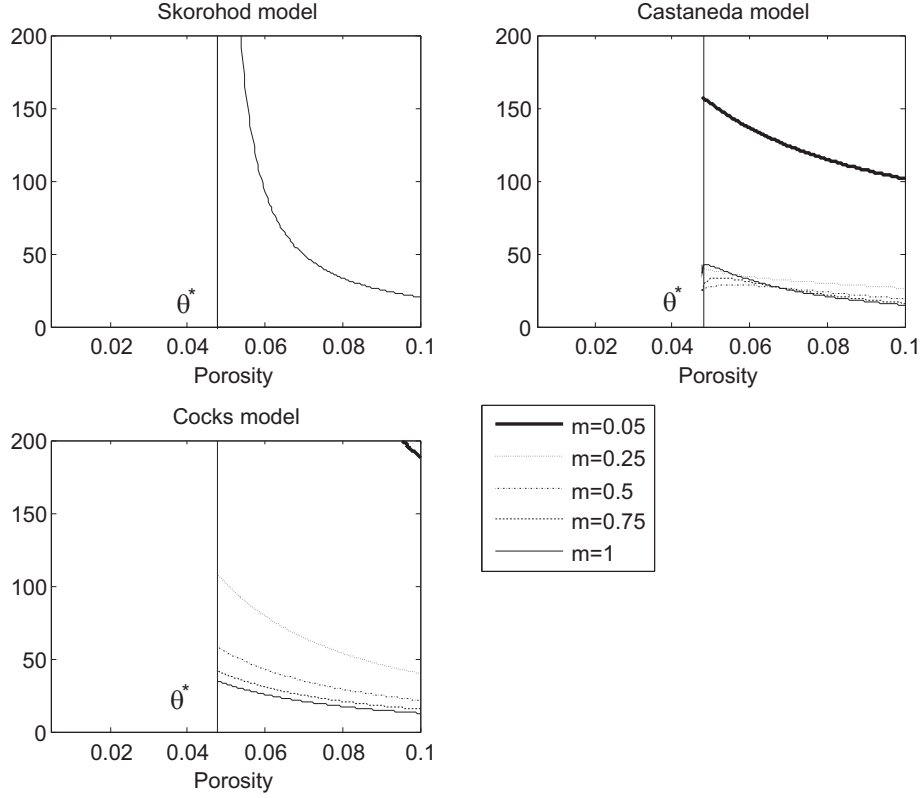 Skorohod model
200
150
100
50
0
θ*
0.02 0.04 0.06 0.08 0.1
Porosity
Castaneda model
200
150
100
50
0
θ*
0.02 0.04 0.06 0.08 0.1
Porosity
Cocks model
200
150
100
50
0
θ*
0.02 0.04 0.06 0.08 0.1
Porosity
m=0.05
m=0.25
m=0.5
m=0.75
m=1